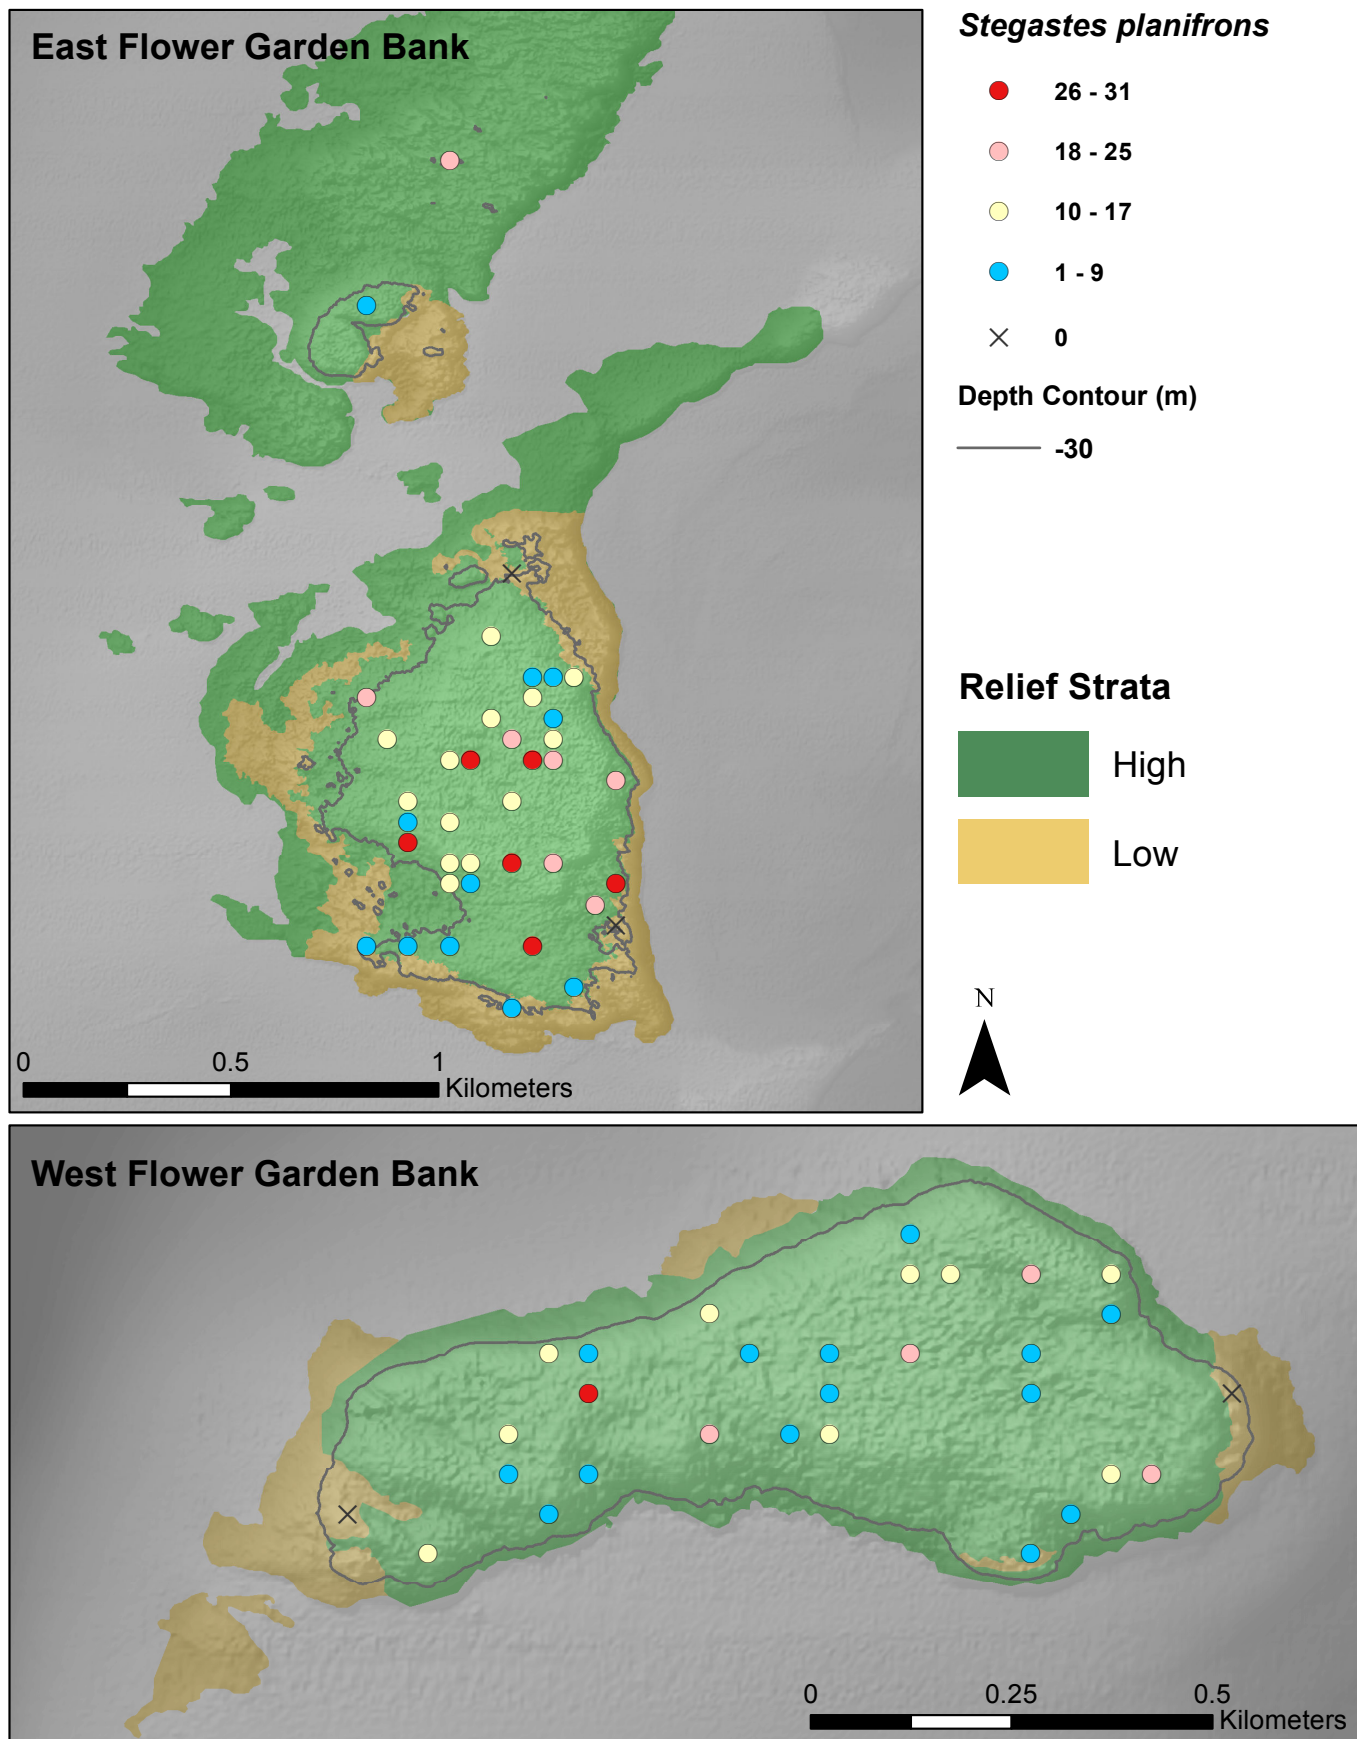 East Flower Garden Bank
Stegastes planifrons
26 - 31
18 - 25
10 - 17
1 - 9
0
Depth Contour (m)
-30
Relief Strata
High
Low
N
0 0.5 1
Kilometers
West Flower Garden Bank
0 0.25 0.5
Kilometers